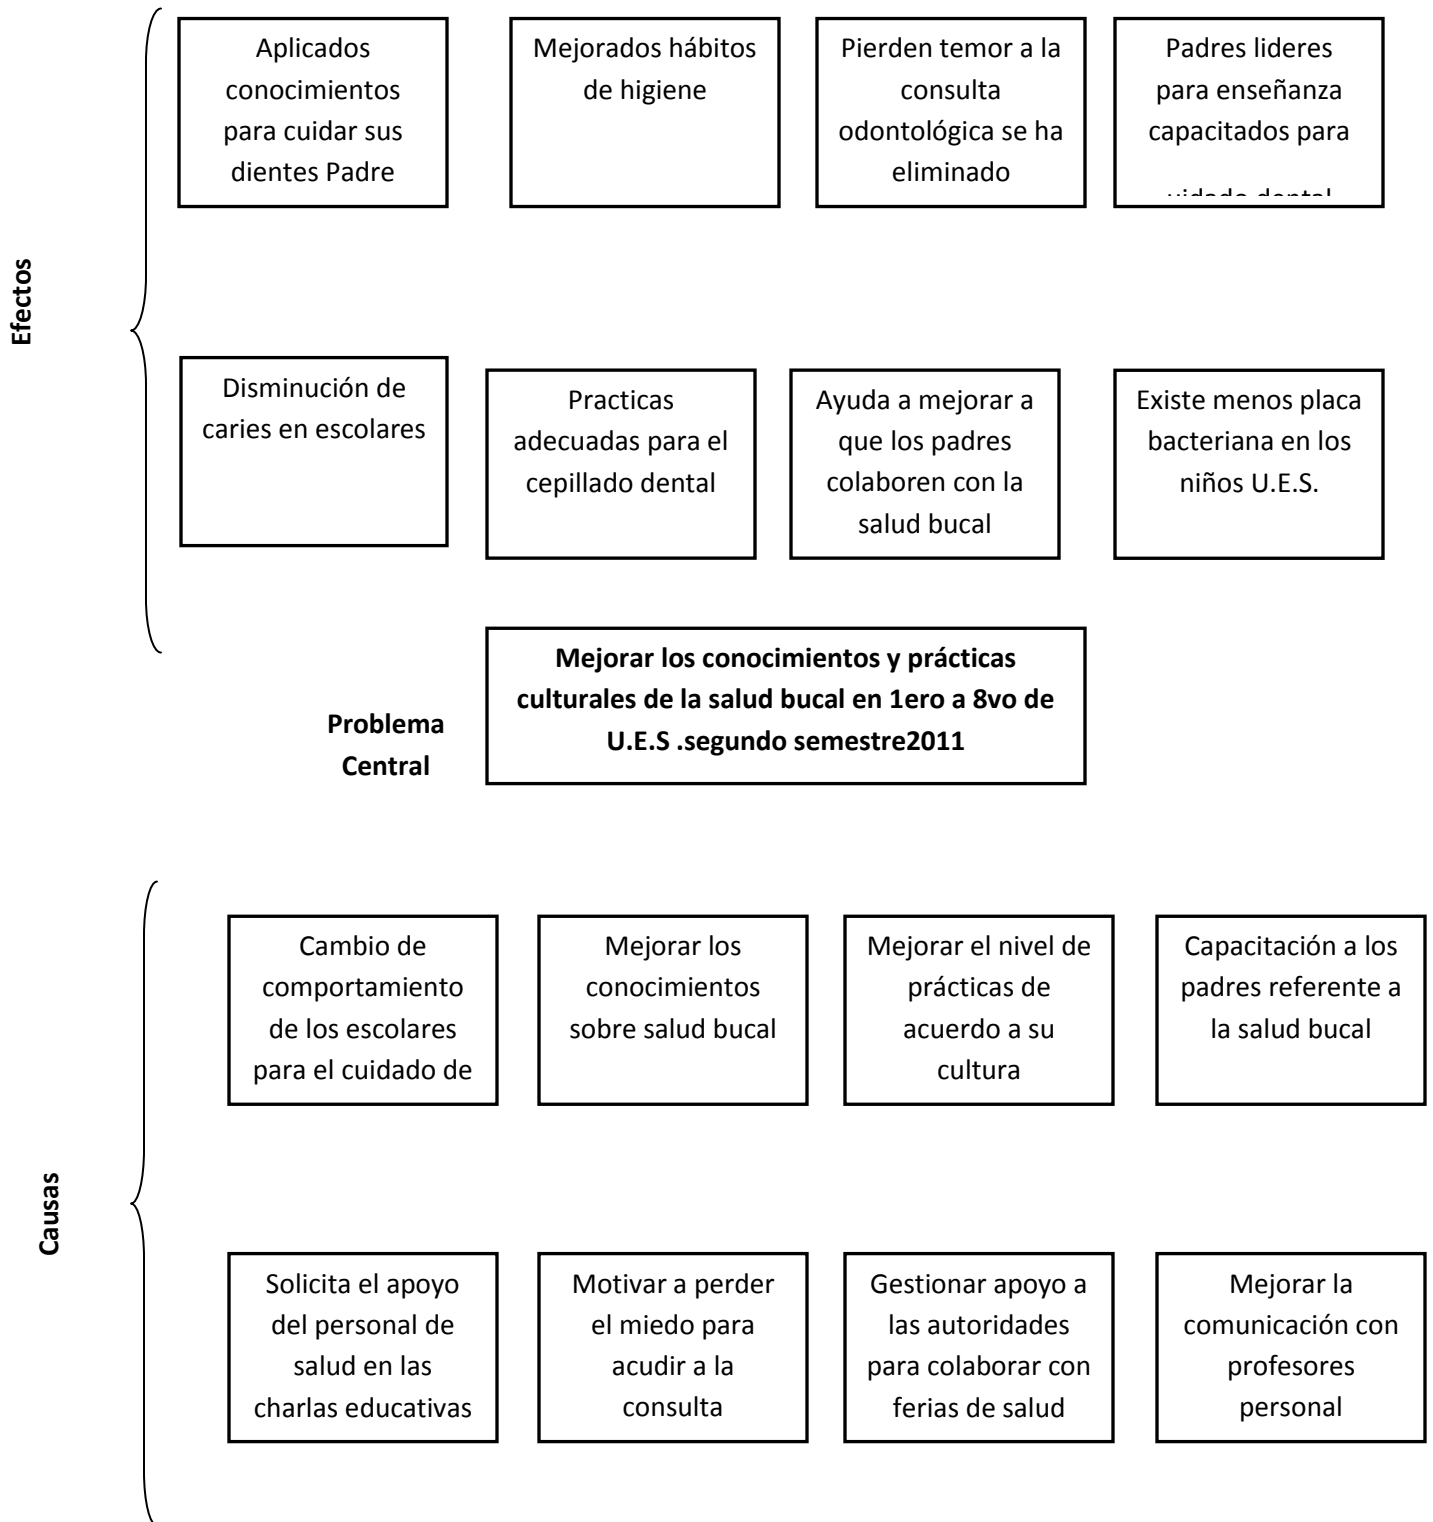 Efectos
Aplicados
conocimientos
para cuidar sus
dientes Padre
Mejorados hábitos
de higiene
Pierden temor a la
consulta
odontológica se ha
eliminado
Padres lideres
para enseñanza
capacitados para
Disminución de
caries en escolares
Practicas
adecuadas para el
cepillado dental
Ayuda a mejorar a
que los padres
colaboren con la
salud bucal
Existe menos placa
bacteriana en los
niños U.E.S.
Problema
Central
Mejorar los conocimientos y prácticas
culturales de la salud bucal en 1ero a 8vo de
U.E.S .segundo semestre2011
Causas
Cambio de
comportamiento
de los escolares
para el cuidado de
Mejorar los
conocimientos
sobre salud bucal
Mejorar el nivel de
prácticas de
acuerdo a su
cultura
Capacitación a los
padres referente a
la salud bucal
Solicita el apoyo
del personal de
salud en las
charlas educativas
Motivar a perder
el miedo para
acudir a la
consulta
Gestionar apoyo a
las autoridades
para colaborar con
ferias de salud
Mejorar la
comunicación con
profesores
personal